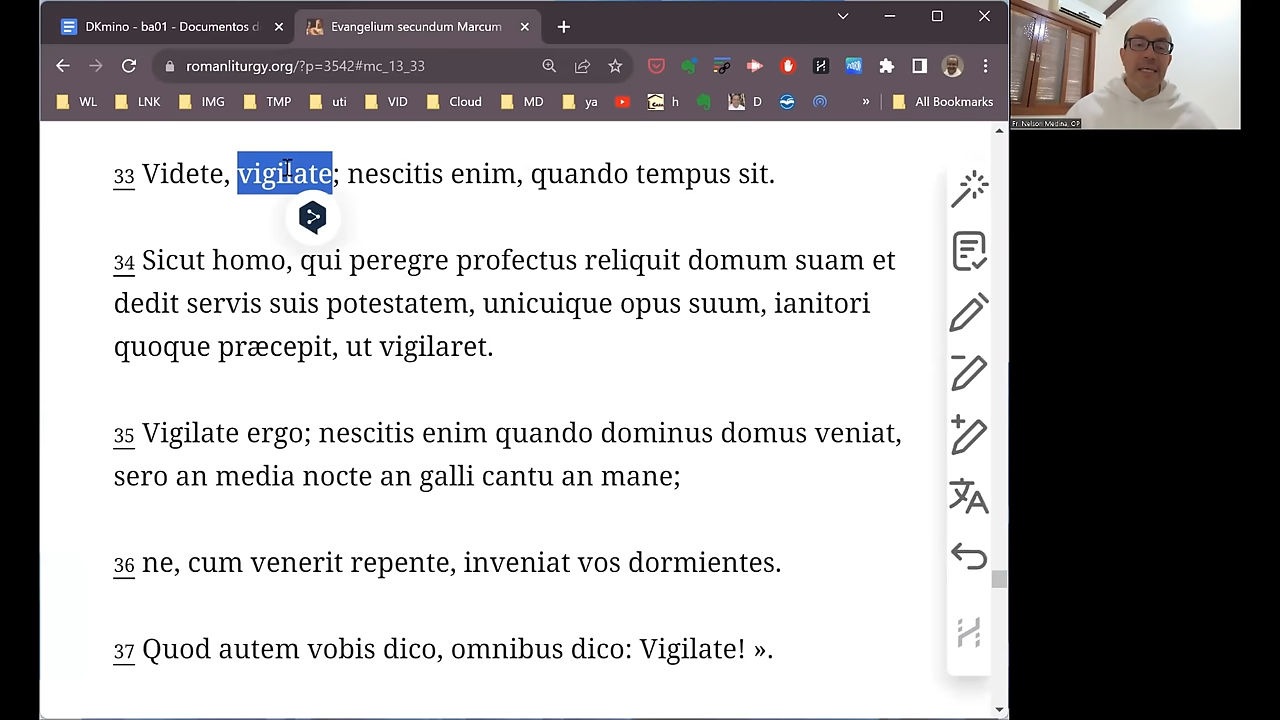 DKmino - ba01 - Documentos d
Evangelium secundum Marcum
romanliturgy.org/?p=3542#mc_13_33
WL LNK IMG TMP uti VID Cloud MD ya h D » All Bookmarks
Fr. Nelson Medina, OP
33 Videte, vigilate; nescitis enim, quando tempus sit.
34 Sicut homo, qui peregre profectus reliquit domum suam et
dedit servis suis potestatem, unicuique opus suum, ianitori
quoque præcepit, ut vigilaret.
35 Vigilate ergo; nescitis enim quando dominus domus veniat,
sero an media nocte an galli cantu an mane;
36 ne, cum venerit repente, inveniat vos dormientes.
37 Quod autem vobis dico, omnibus dico: Vigilate! ».